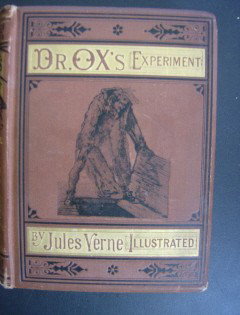 DR. OX'S EXPERIMENT
BY JULES VERNE ILLUSTRATED